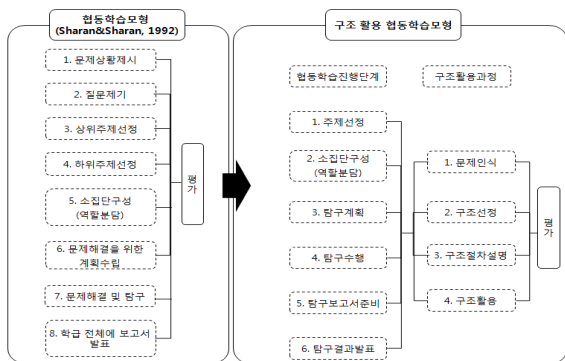 협동학습모형
(Sharan&Sharan, 1992)
1. 문제상황제시
2. 질문제기
3. 상위주제선정
4. 하위주제선정
5. 소집단구성
(역할분담)
6. 문제해결을 위한
계획수립
7. 문제해결 및 탐구
8. 학급 전체에 보고서
발표
평
가
구조 활용 협동학습모형
협동학습진행단계
구조활용과정
1. 주제선정
2. 소집단구성
(역할분담)
3. 탐구계획
4. 탐구수행
5. 탐구보고서준비
6. 탐구결과발표
1. 문제인식
2. 구조선정
3. 구조절차설명
4. 구조활용
평
가